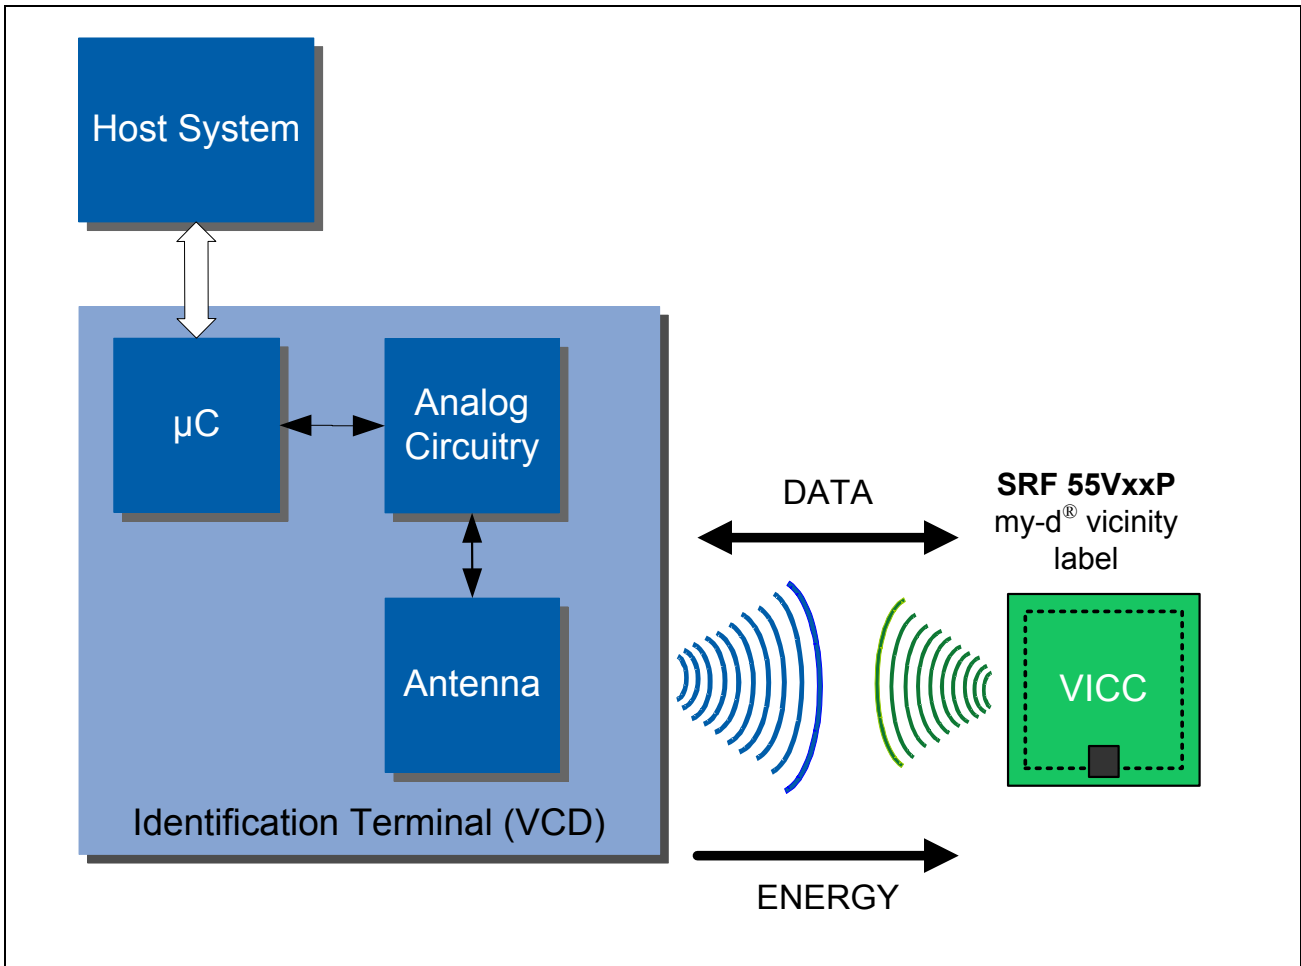 Host System
µC
Analog
Circuitry
Antenna
Identification Terminal (VCD)
DATA
ENERGY
SRF 55VxxP
my-d® vicinity
label
VICC